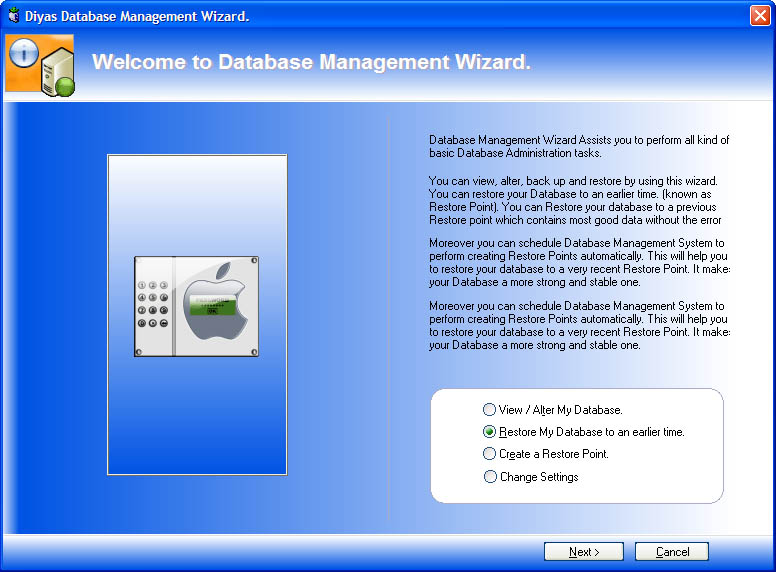 Diyas Database Management Wizard.
Welcome to Database Management Wizard.
Database Management Wizard Assists you to perform all kind of
basic Database Administration tasks.
You can view, alter, back up and restore by using this wizard.
You can restore your Database to an earlier time. (known as
Restore Point). You can Restore your database to a previous
Restore point which contains most good data without the error
Moreover you can schedule Database Management System to
perform creating Restore Points automatically. This will help you
to restore your database to a very recent Restore Point. It make:
your Database a more strong and stable one.
Moreover you can schedule Database Management System to
perform creating Restore Points automatically. This will help you
to restore your database to a very recent Restore Point. It make:
your Database a more strong and stable one.
PASSWORD
View / Alter My Database.
Restore My Database to an earlier time.
Create a Restore Point.
Change Settings
Next >
Cancel